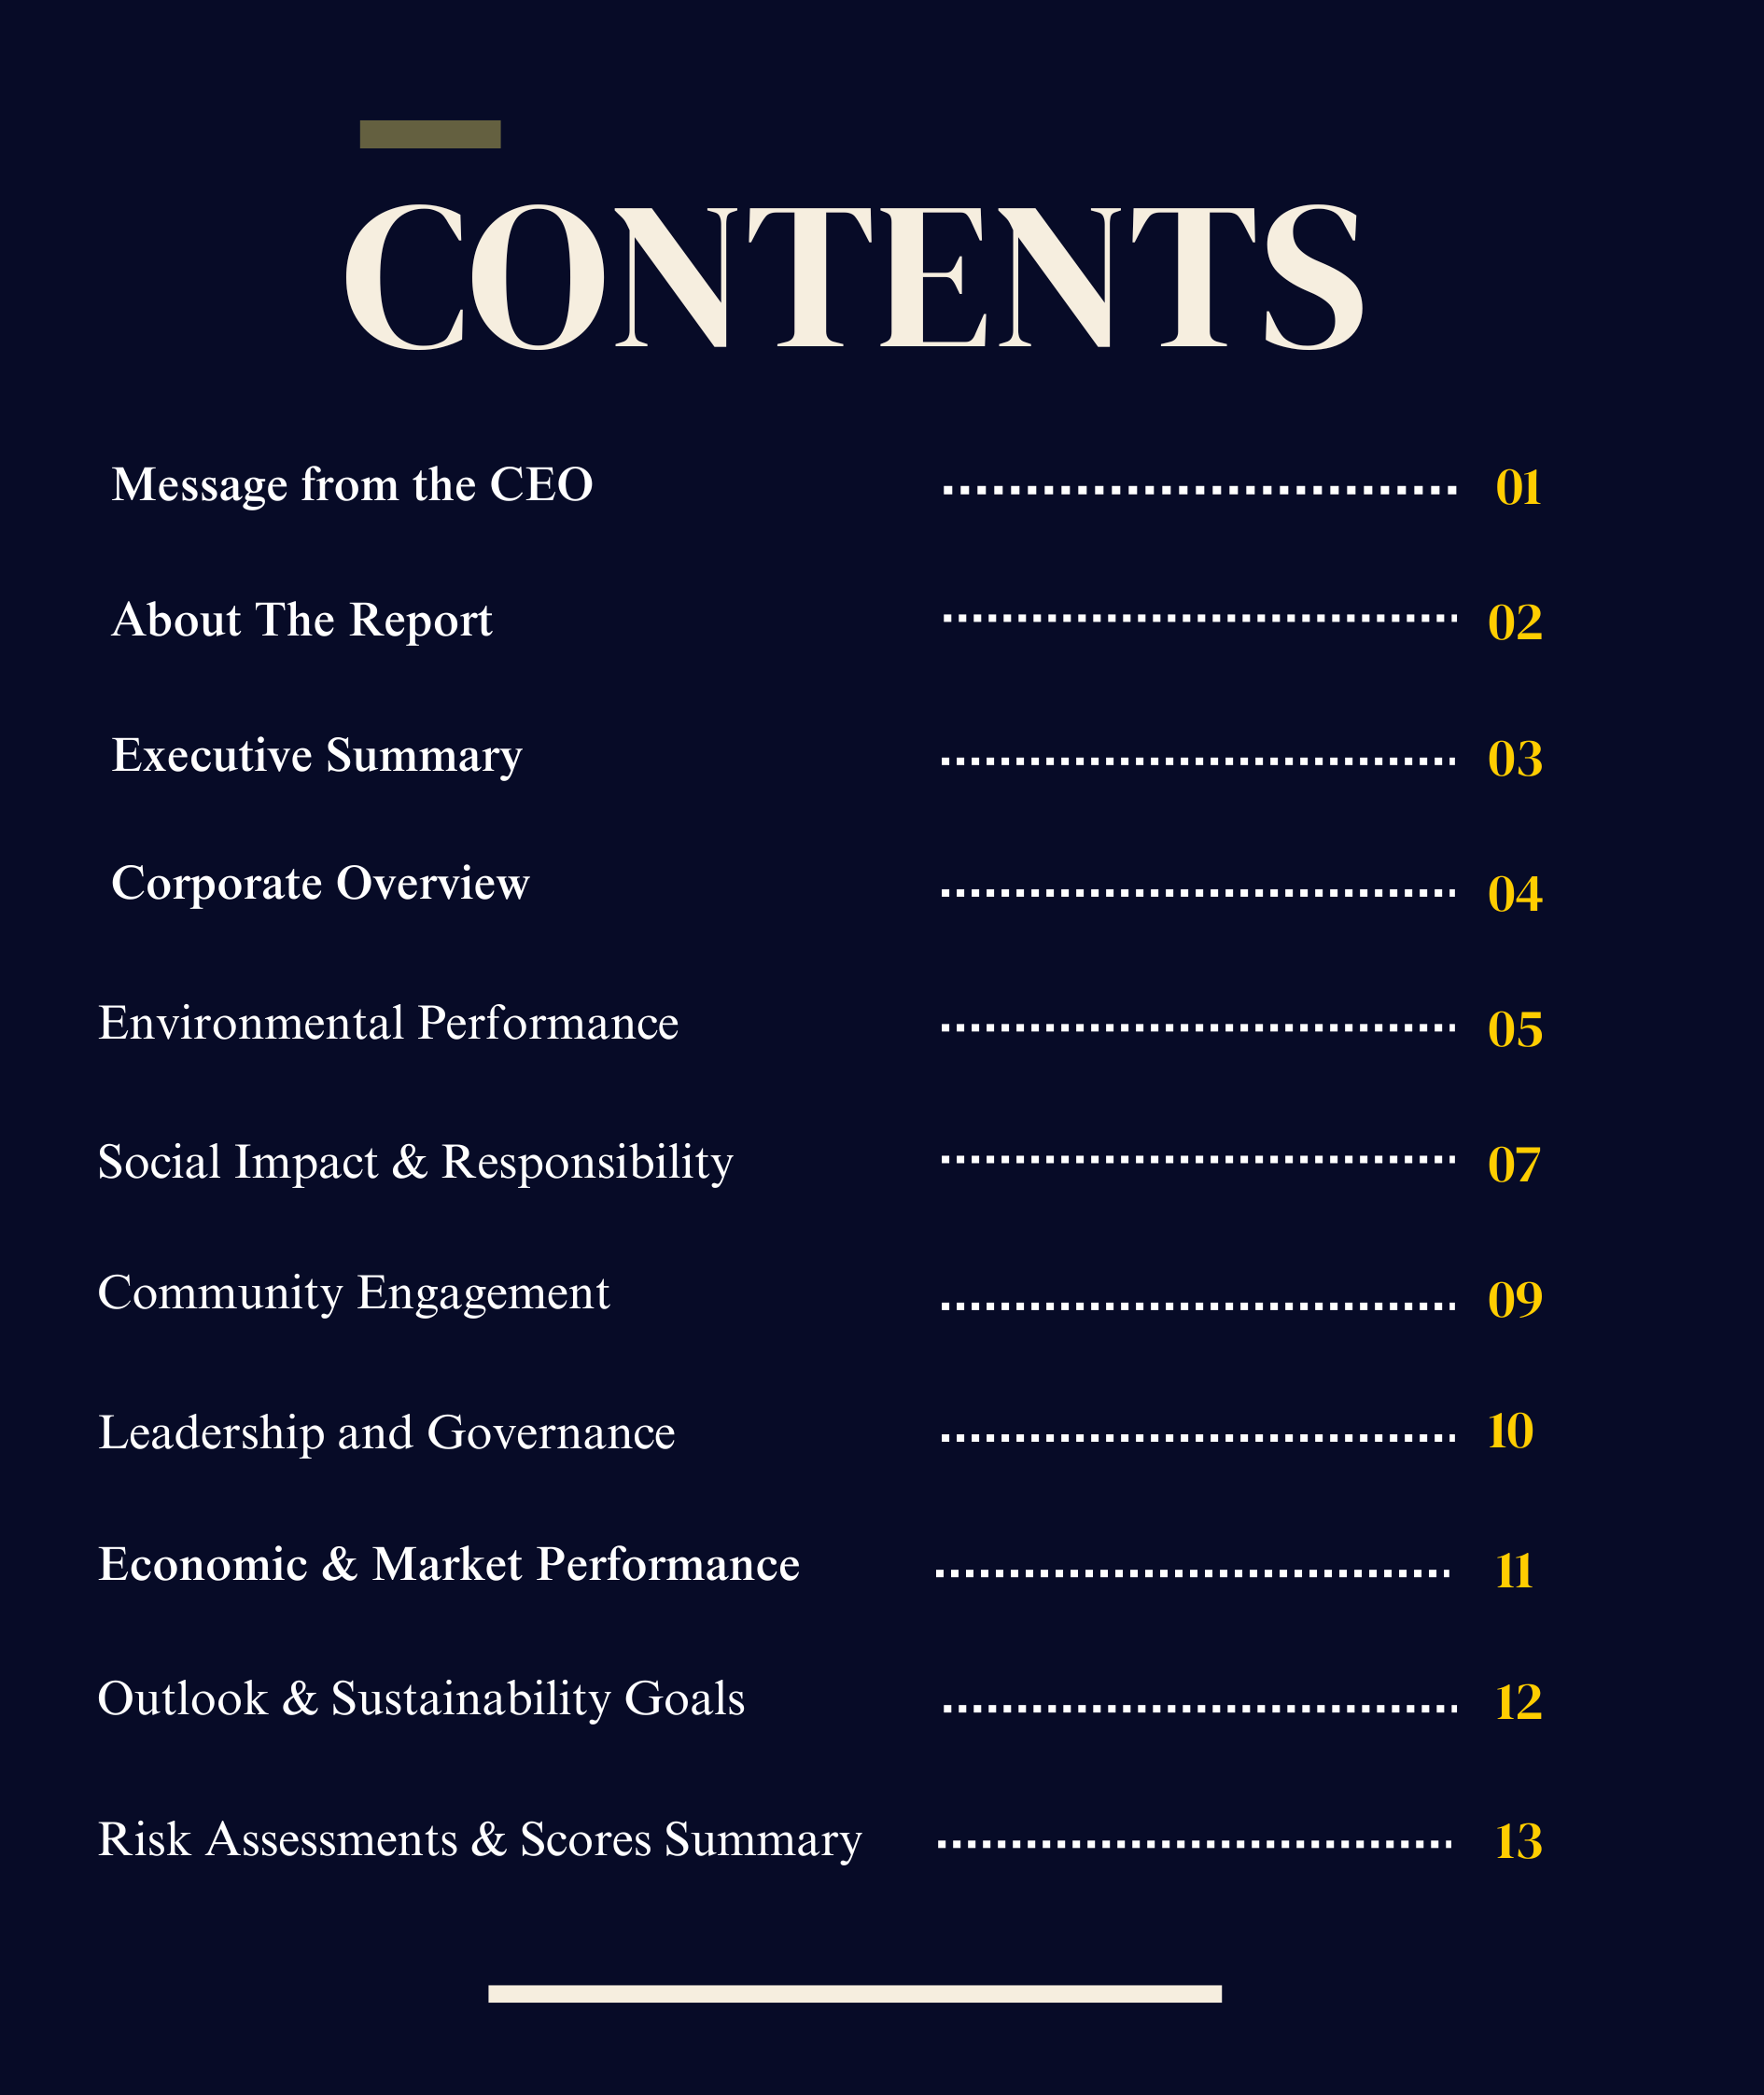 CONTENTS
Message from the CEO 01
About The Report 02
Executive Summary 03
Corporate Overview 04
Environmental Performance 05
Social Impact & Responsibility 07
Community Engagement 09
Leadership and Governance 10
Economic & Market Performance 11
Outlook & Sustainability Goals 12
Risk Assessments & Scores Summary 13